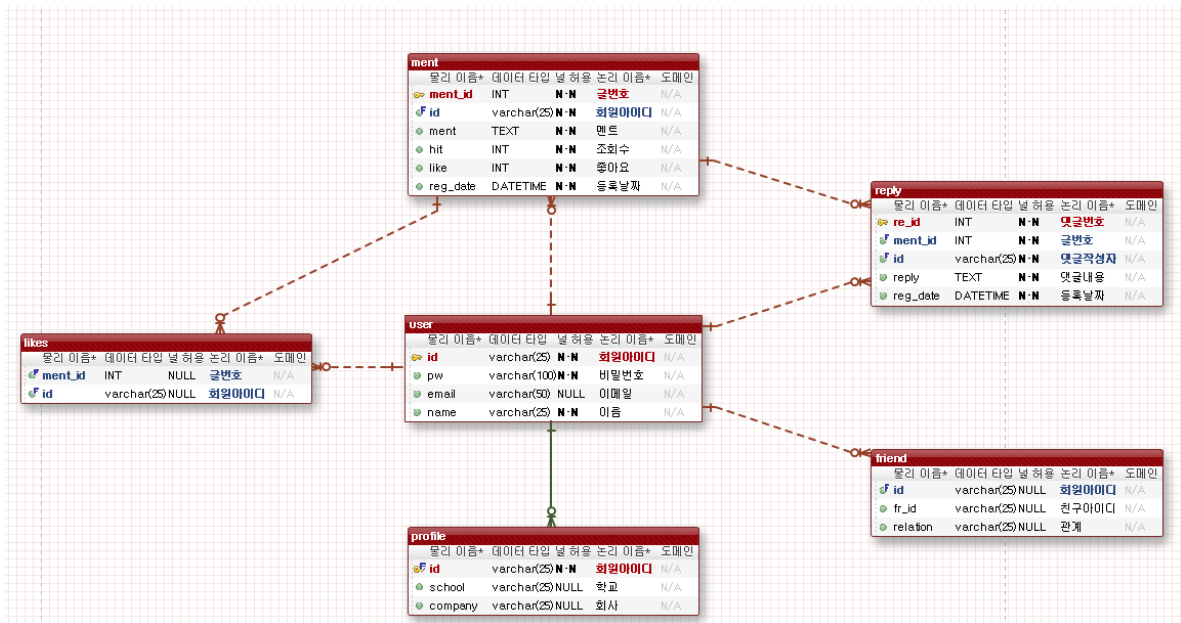 ment
물리 이름* 데이터 타입 널 허용 논리 이름* 도메인
ment_id INT N-N 글번호 N/A
id varchar(25) N-N 회원아이디 N/A
ment TEXT N-N 멘트 N/A
hit INT N-N 조회수 N/A
like INT N-N 좋아요 N/A
reg_date DATETIME N-N 등록날짜 N/A
reply
물리 이름* 데이터 타입 널 허용 논리 이름* 도메인
re_id INT N-N 댓글번호 N/A
ment_id INT N-N 글번호 N/A
id varchar(25) N-N 댓글작성자 N/A
reply TEXT N-N 댓글내용 N/A
reg_date DATETIME N-N 등록날짜 N/A
likes
물리 이름* 데이터 타입 널 허용 논리 이름* 도메인
ment_id INT NULL 글번호 N/A
id varchar(25) NULL 회원아이디 N/A
user
물리 이름* 데이터 타입 널 허용 논리 이름* 도메인
id varchar(25) N-N 회원아이디 N/A
pw varchar(100) N-N 비밀번호 N/A
email varchar(50) NULL 이메일 N/A
name varchar(25) N-N 이름 N/A
friend
물리 이름* 데이터 타입 널 허용 논리 이름* 도메인
id varchar(25) NULL 회원아이디 N/A
fr_id varchar(25) NULL 친구아이디 N/A
relation varchar(25) NULL 관계 N/A
profile
물리 이름* 데이터 타입 널 허용 논리 이름* 도메인
id varchar(25) N-N 회원아이디 N/A
school varchar(25) NULL 학교 N/A
company varchar(25) NULL 회사 N/A